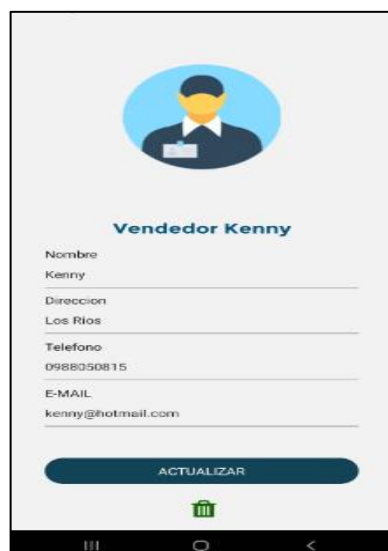 Vendedor Kenny
Nombre
Kenny
Direccion
Los Rios
Telefono
0988050815
E-MAIL
kenny@hotmail.com
ACTUALIZAR